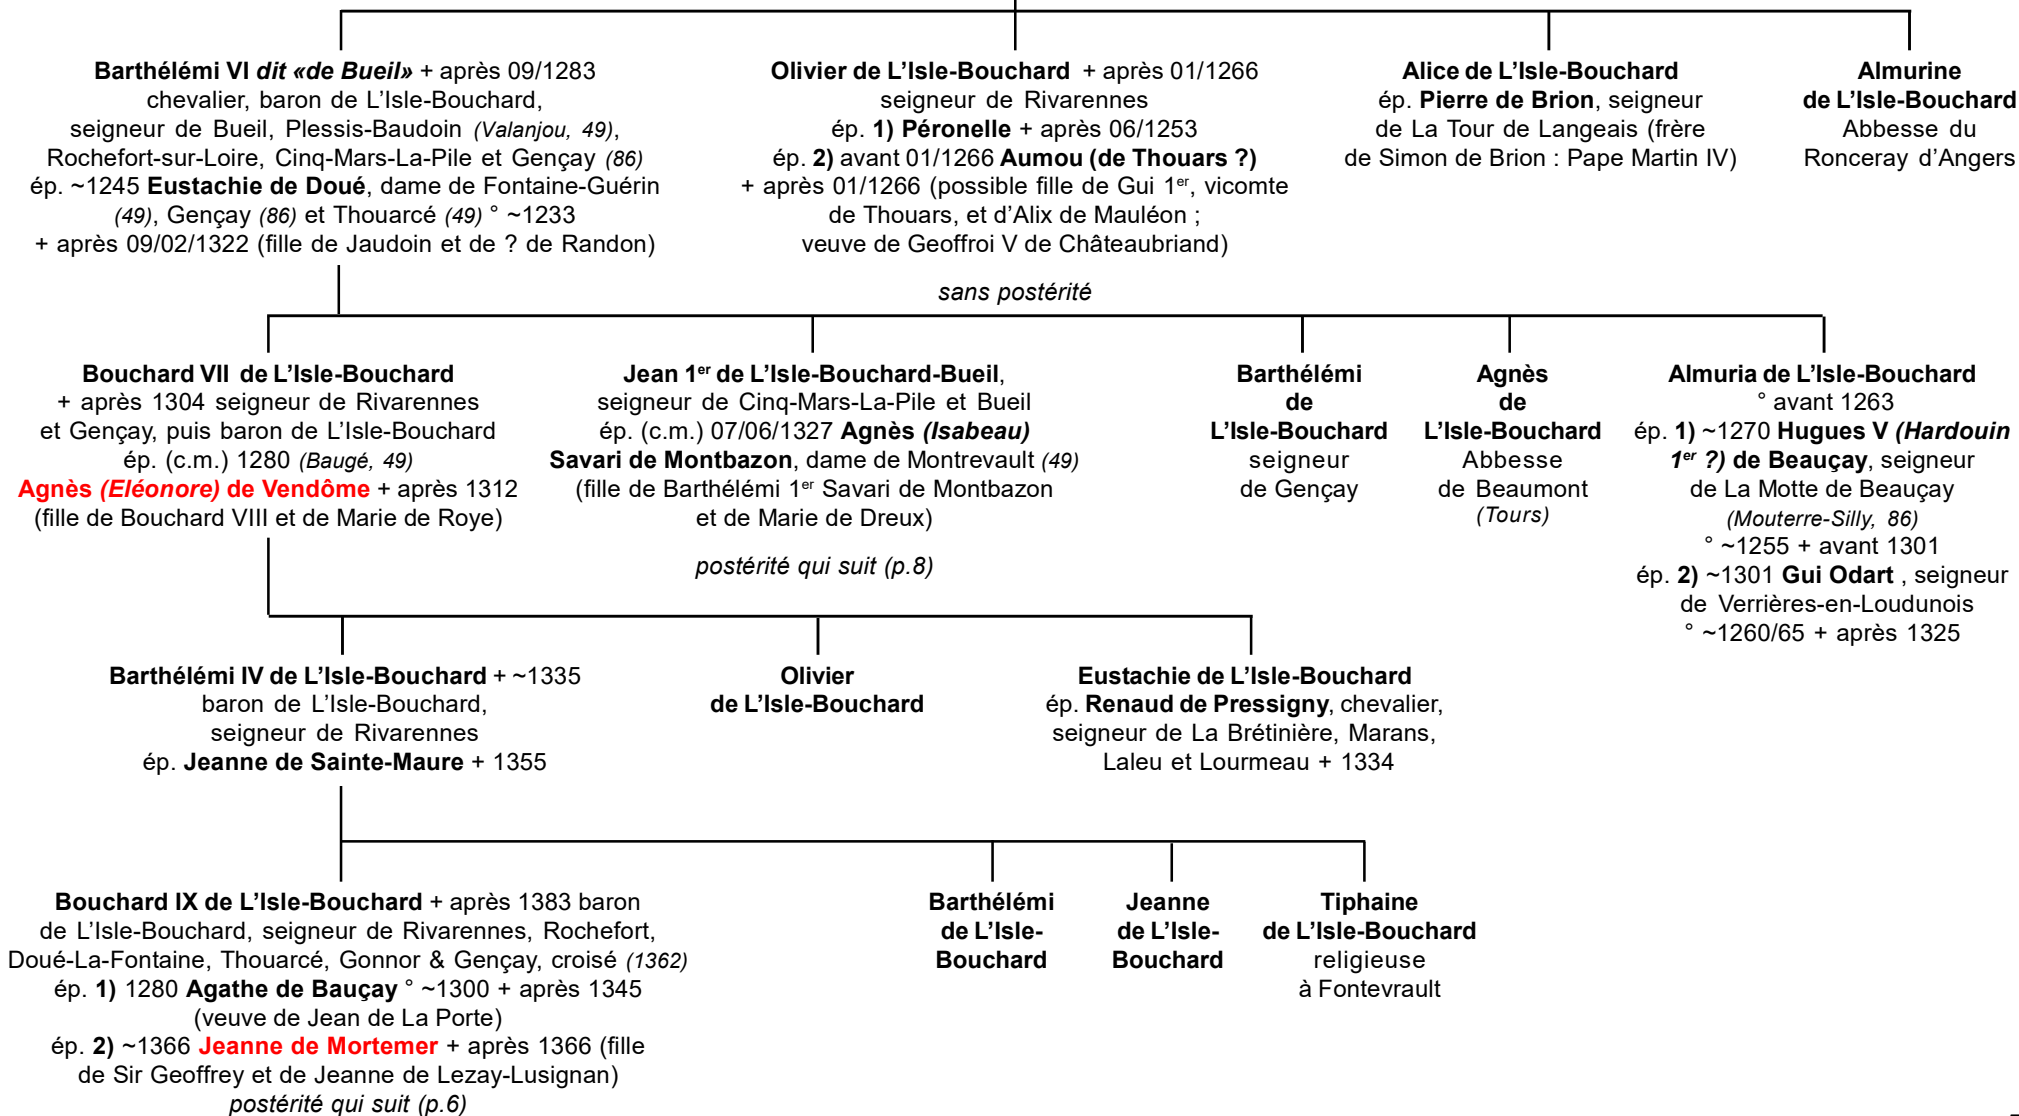 Barthélémi VI dit «de Bueil» + après 09/1283
chevalier, baron de L’Isle-Bouchard,
seigneur de Bueil, Plessis-Baudoin (Valanjou, 49),
Rochefort-sur-Loire, Cinq-Mars-La-Pile et Gençay (86)
ép. ~1245 Eustachie de Doué, dame de Fontaine-Guérin
(49), Gençay (86) et Thouarcé (49) ° ~1233
+ après 09/02/1322 (fille de Jaudoin et de ? de Randon)
Olivier de L’Isle-Bouchard + après 01/1266
seigneur de Rivarennes
ép. 1) Péronelle + après 06/1253
ép. 2) avant 01/1266 Aumou (de Thouars ?)
+ après 01/1266 (possible fille de Gui 1er, vicomte
de Thouars, et d’Alix de Mauléon ;
veuve de Geoffroi V de Châteaubriand)
sans postérité
Alice de L’Isle-Bouchard
ép. Pierre de Brion, seigneur
de La Tour de Langeais (frère
de Simon de Brion : Pape Martin IV)
Almurine
de L’Isle-Bouchard
Abbesse du
Ronceray d’Angers
Bouchard VII de L’Isle-Bouchard
+ après 1304 seigneur de Rivarennes
et Gençay, puis baron de L’Isle-Bouchard
ép. (c.m.) 1280 (Baugé, 49)
Agnès (Eléonore) de Vendôme + après 1312
(fille de Bouchard VIII et de Marie de Roye)
Jean 1er de L’Isle-Bouchard-Bueil,
seigneur de Cinq-Mars-La-Pile et Bueil
ép. (c.m.) 07/06/1327 Agnès (Isabeau)
Savari de Montbazon, dame de Montrevault (49)
(fille de Barthélémi 1er Savari de Montbazon
et de Marie de Dreux)
postérité qui suit (p.8)
Barthélémi
de
L’Isle-Bouchard
seigneur
de Gençay
Agnès
de
L’Isle-Bouchard
Abbesse
de Beaumont
(Tours)
Almuria de L’Isle-Bouchard
° avant 1263
ép. 1) ~1270 Hugues V (Hardouin
1er ?) de Beauçay, seigneur
de La Motte de Beauçay
(Mouterre-Silly, 86)
° ~1255 + avant 1301
ép. 2) ~1301 Gui Odart , seigneur
de Verrières-en-Loudunois
° ~1260/65 + après 1325
Barthélémi IV de L’Isle-Bouchard + ~1335
baron de L’Isle-Bouchard,
seigneur de Rivarennes
ép. Jeanne de Sainte-Maure + 1355
Olivier
de L’Isle-Bouchard
Eustachie de L’Isle-Bouchard
ép. Renaud de Pressigny, chevalier,
seigneur de La Brétinière, Marans,
Laleu et Lourmeau + 1334
Bouchard IX de L’Isle-Bouchard + après 1383 baron
de L’Isle-Bouchard, seigneur de Rivarennes, Rochefort,
Doué-La-Fontaine, Thouarcé, Gonnor & Gençay, croisé (1362)
ép. 1) 1280 Agathe de Bauçay ° ~1300 + après 1345
(veuve de Jean de La Porte)
ép. 2) ~1366 Jeanne de Mortemer + après 1366 (fille
de Sir Geoffrey et de Jeanne de Lezay-Lusignan)
postérité qui suit (p.6)
Barthélémi
de L’Isle-
Bouchard
Jeanne
de L’Isle-
Bouchard
Tiphaine
de L’Isle-Bouchard
religieuse
à Fontevrault